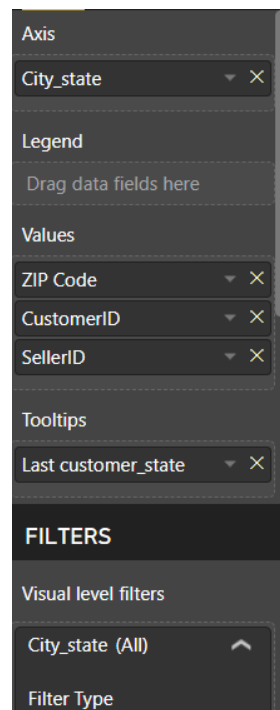 Axis
City_state
Legend
Drag data fields here
Values
ZIP Code
CustomerID
SellerID
Tooltips
Last customer_state
FILTERS
Visual level filters
City_state (All)
Filter Type